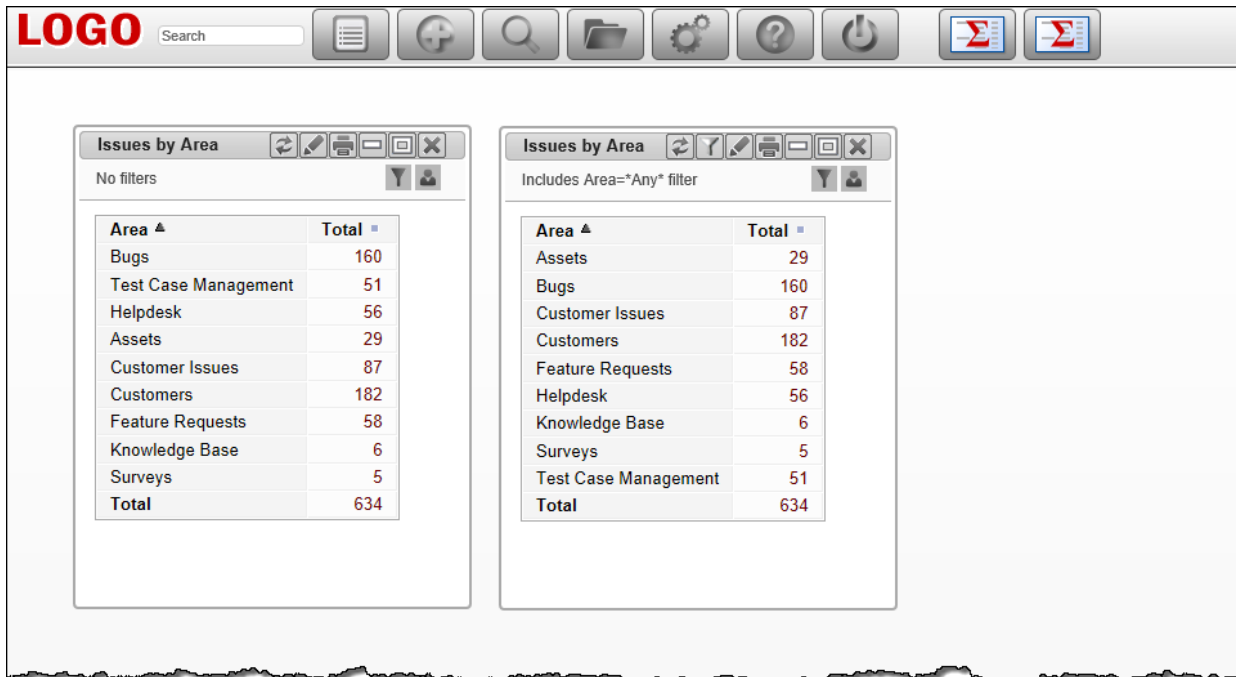 LOGO Search
Issues by Area
No filters
Area Total
Bugs 160
Test Case Management 51
Helpdesk 56
Assets 29
Customer Issues 87
Customers 182
Feature Requests 58
Knowledge Base 6
Surveys 5
Total 634
Issues by Area
Includes Area=*Any* filter
Area Total
Assets 29
Bugs 160
Customer Issues 87
Customers 182
Feature Requests 58
Helpdesk 56
Knowledge Base 6
Surveys 5
Test Case Management 51
Total 634